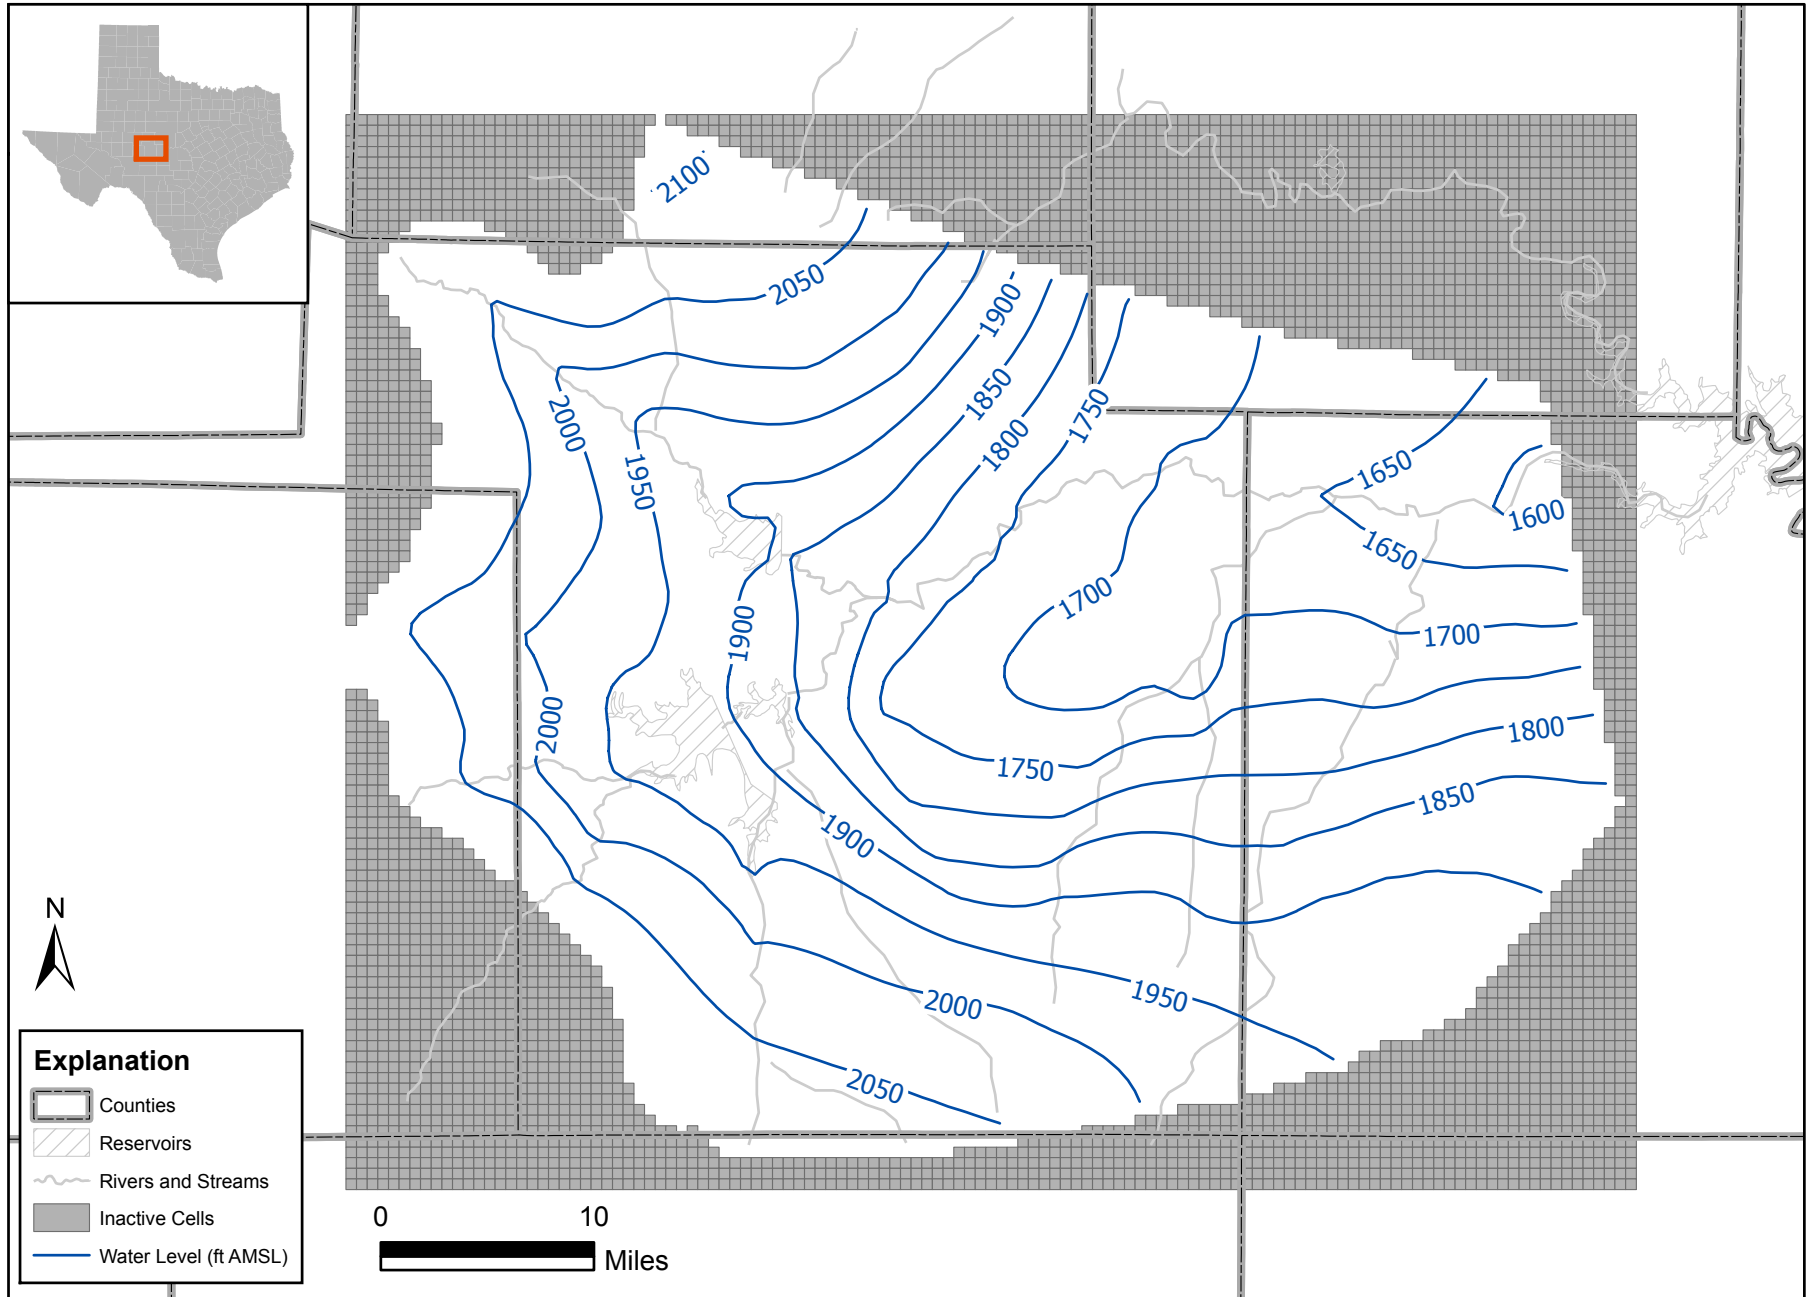 2100
2050
1900
1850
1800
1750
2000
1950
1650
1600
1650
1700
1900
1700
2000
1750
1800
1850
1900
1950
2000
2050
N
Explanation
Counties
Reservoirs
Rivers and Streams
Inactive Cells
Water Level (ft AMSL)
0 10
Miles